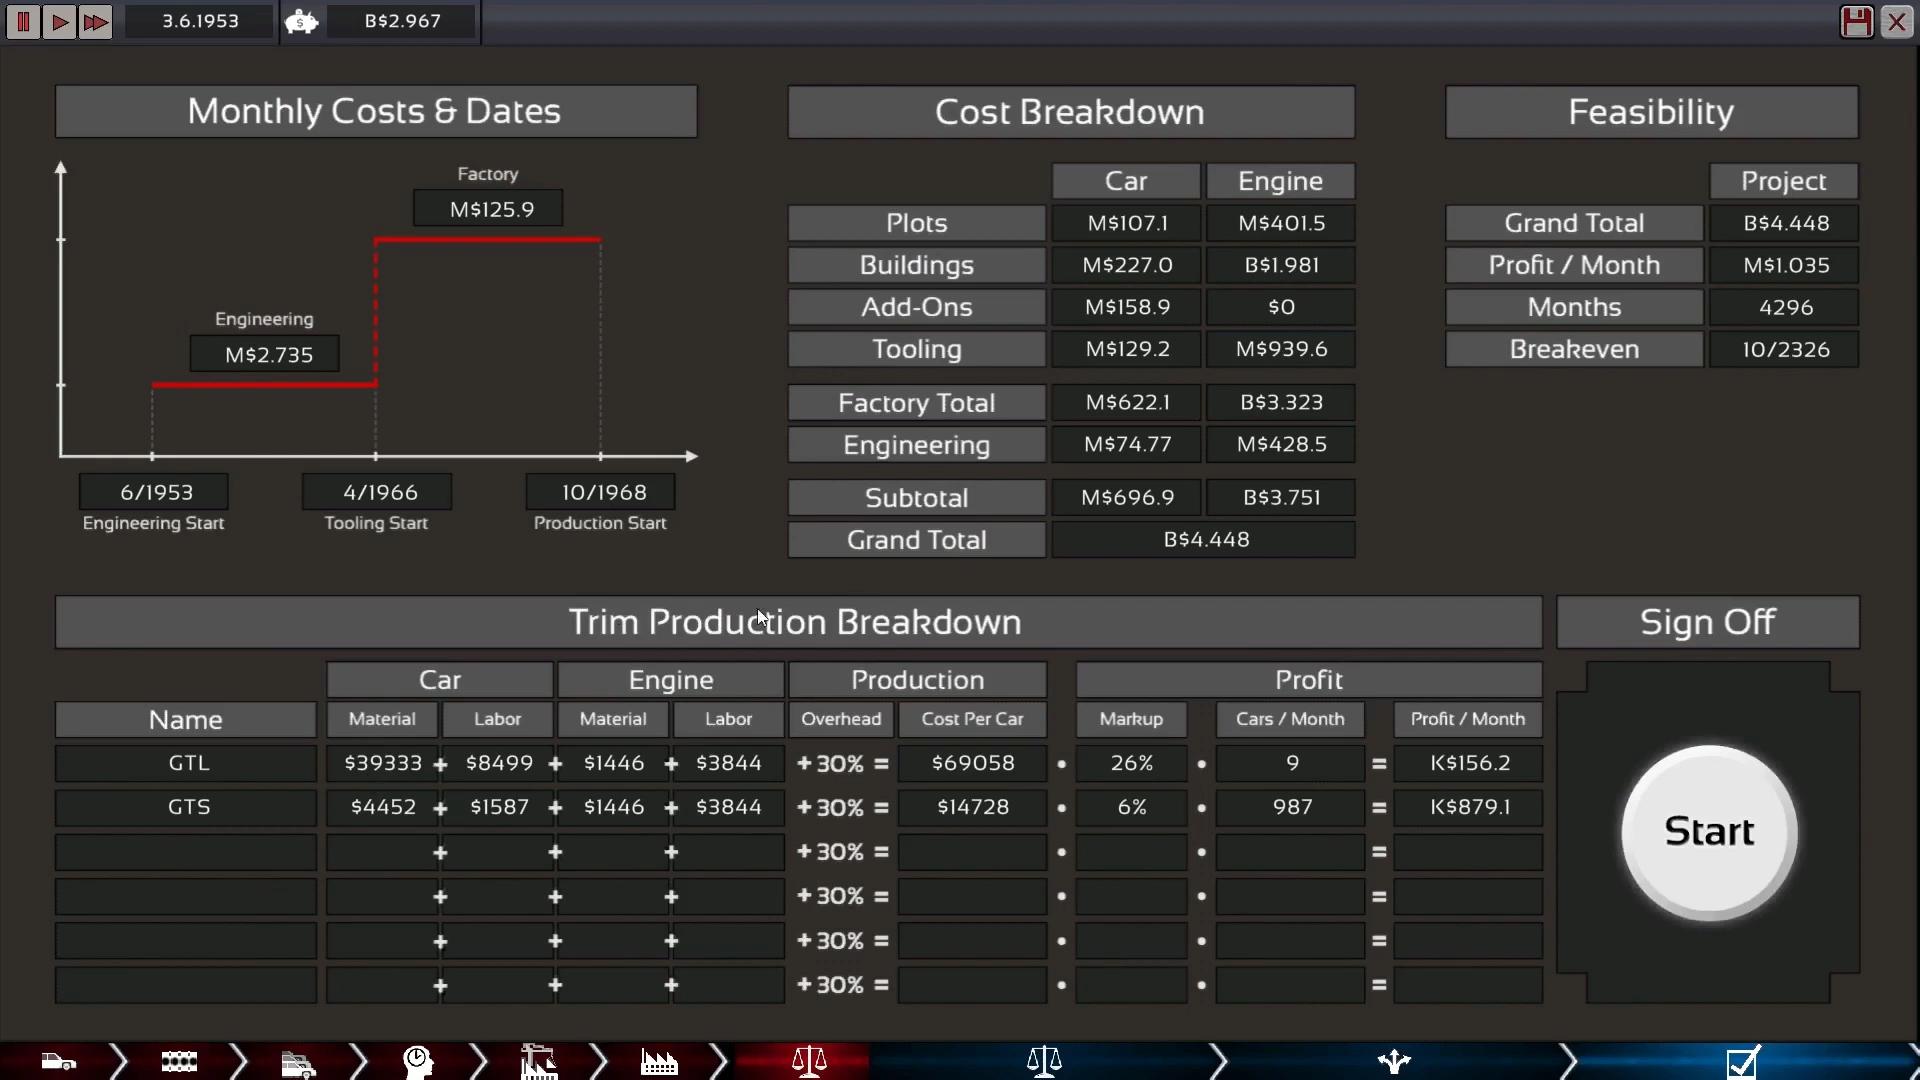 3.6.1953 B$2.967
Monthly Costs & Dates
Factory
M$125.9
Engineering
M$2.735
6/1953 4/1966 10/1968
Engineering Start Tooling Start Production Start
Cost Breakdown
Car Engine
Plots M$107.1 M$401.5
Buildings M$227.0 B$1.981
Add-Ons M$158.9 $0
Tooling M$129.2 M$939.6
Factory Total M$622.1 B$3.323
Engineering M$74.77 M$428.5
Subtotal M$696.9 B$3.751
Grand Total B$4.448
Feasibility
Project
Grand Total B$4.448
Profit / Month M$1.035
Months 4296
Breakeven 10/2326
Trim Production Breakdown
Car Engine Production Profit
Name Material Labor Material Labor Overhead Cost Per Car Markup Cars / Month Profit / Month
GTL $39333 + $8499 + $1446 + $3844 +30% = $69058 • 26% • 9 = K$156.2
GTS $4452 + $1587 + $1446 + $3844 +30% = $14728 • 6% • 987 = K$879.1
+ + + +30% = • • =
+ + + +30% = • • =
+ + + +30% = • • =
+ + + +30% = • • =
Sign Off
Start